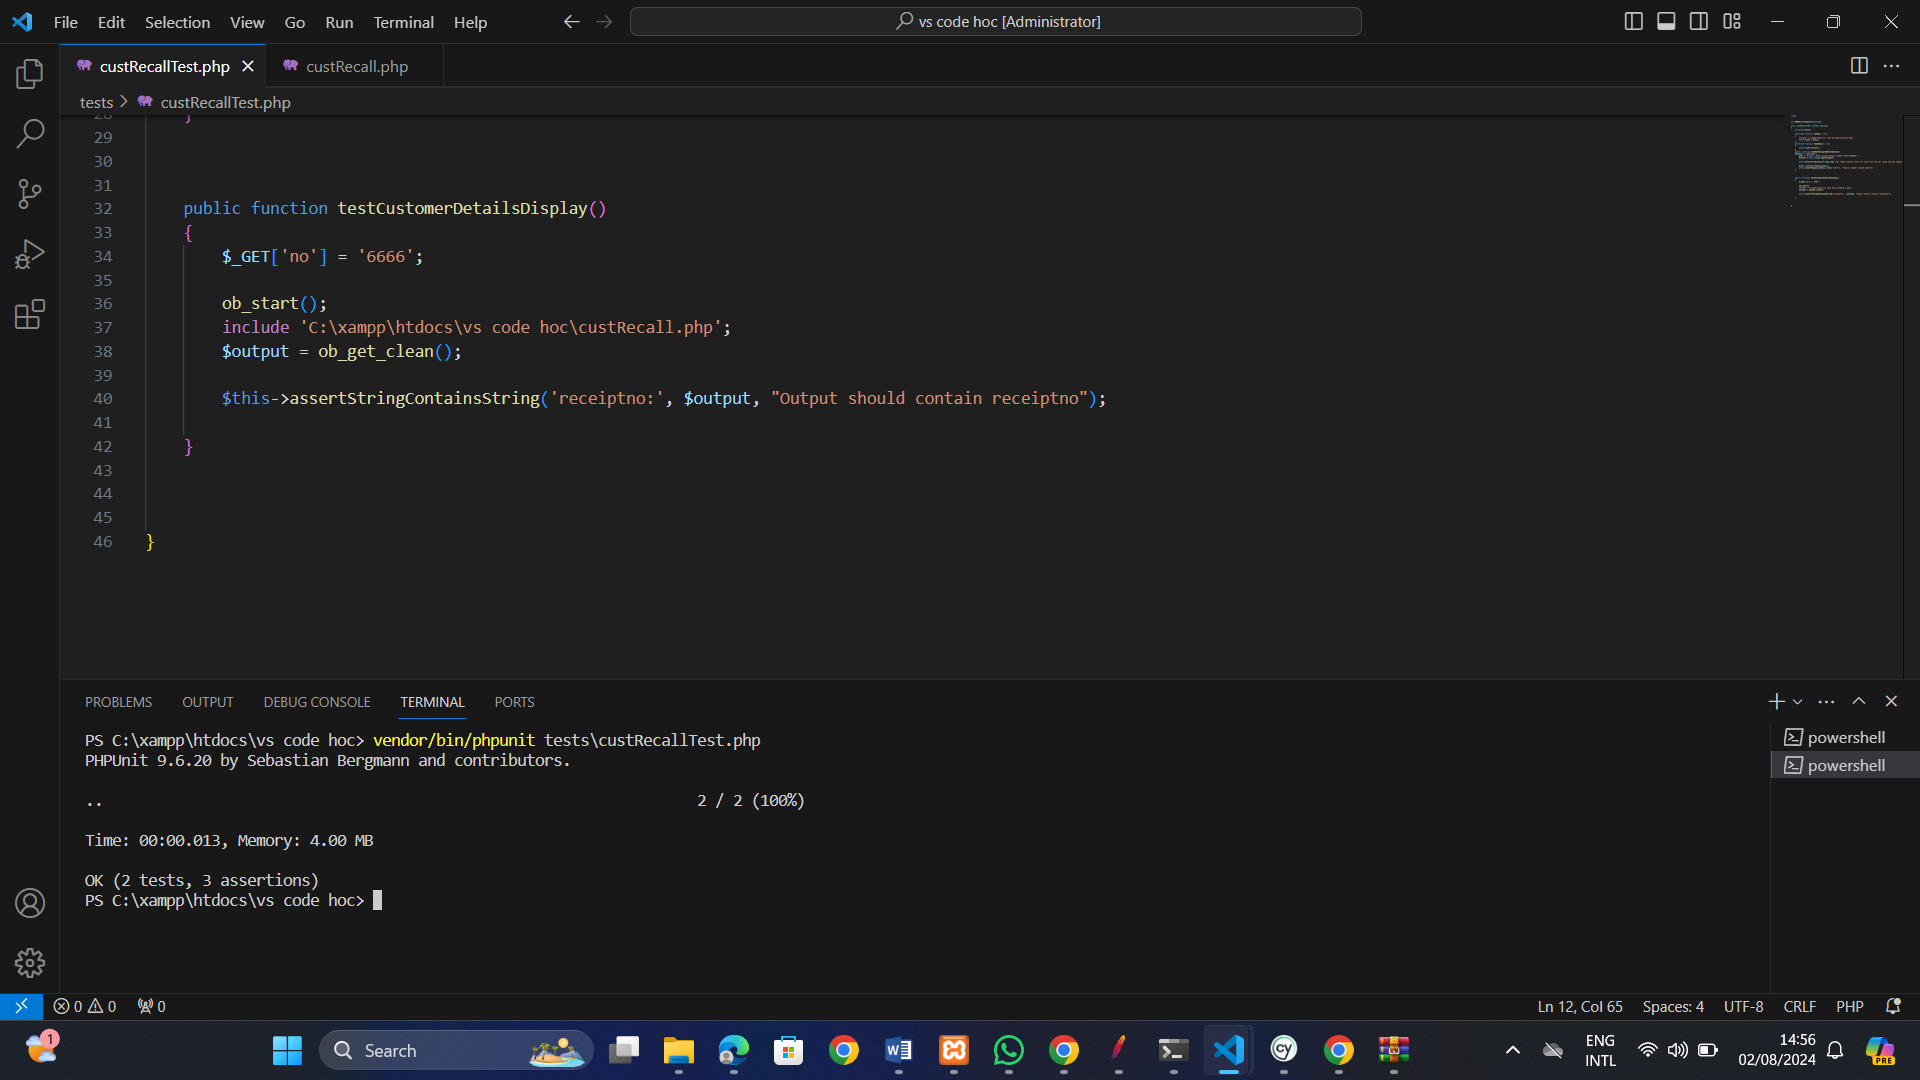 File Edit Selection View Go Run Terminal Help
vs code hoc [Administrator]
custRecallTest.php
custRecall.php
tests > custRecallTest.php
28 }
29
30
31
32 public function testCustomerDetailsDisplay()
33 {
34 $_GET['no'] = '6666';
35
36 ob_start();
37 include 'C:\xampp\htdocs\vs code hoc\custRecall.php';
38 $output = ob_get_clean();
39
40 $this->assertStringContainsString('receiptno:', $output, "Output should contain receiptno");
41
42 }
43
44
45
46 }
PROBLEMS OUTPUT DEBUG CONSOLE TERMINAL PORTS
PS C:\xampp\htdocs\vs code hoc> vendor/bin/phpunit tests\custRecallTest.php
PHPUnit 9.6.20 by Sebastian Bergmann and contributors.
.. 2 / 2 (100%)
Time: 00:00.013, Memory: 4.00 MB
OK (2 tests, 3 assertions)
PS C:\xampp\htdocs\vs code hoc>
powershell
powershell
0 0 0
Ln 12, Col 65 Spaces: 4 UTF-8 CRLF PHP
1
Search
W
CY
ENG
INTL
14:56
02/08/2024
PRE